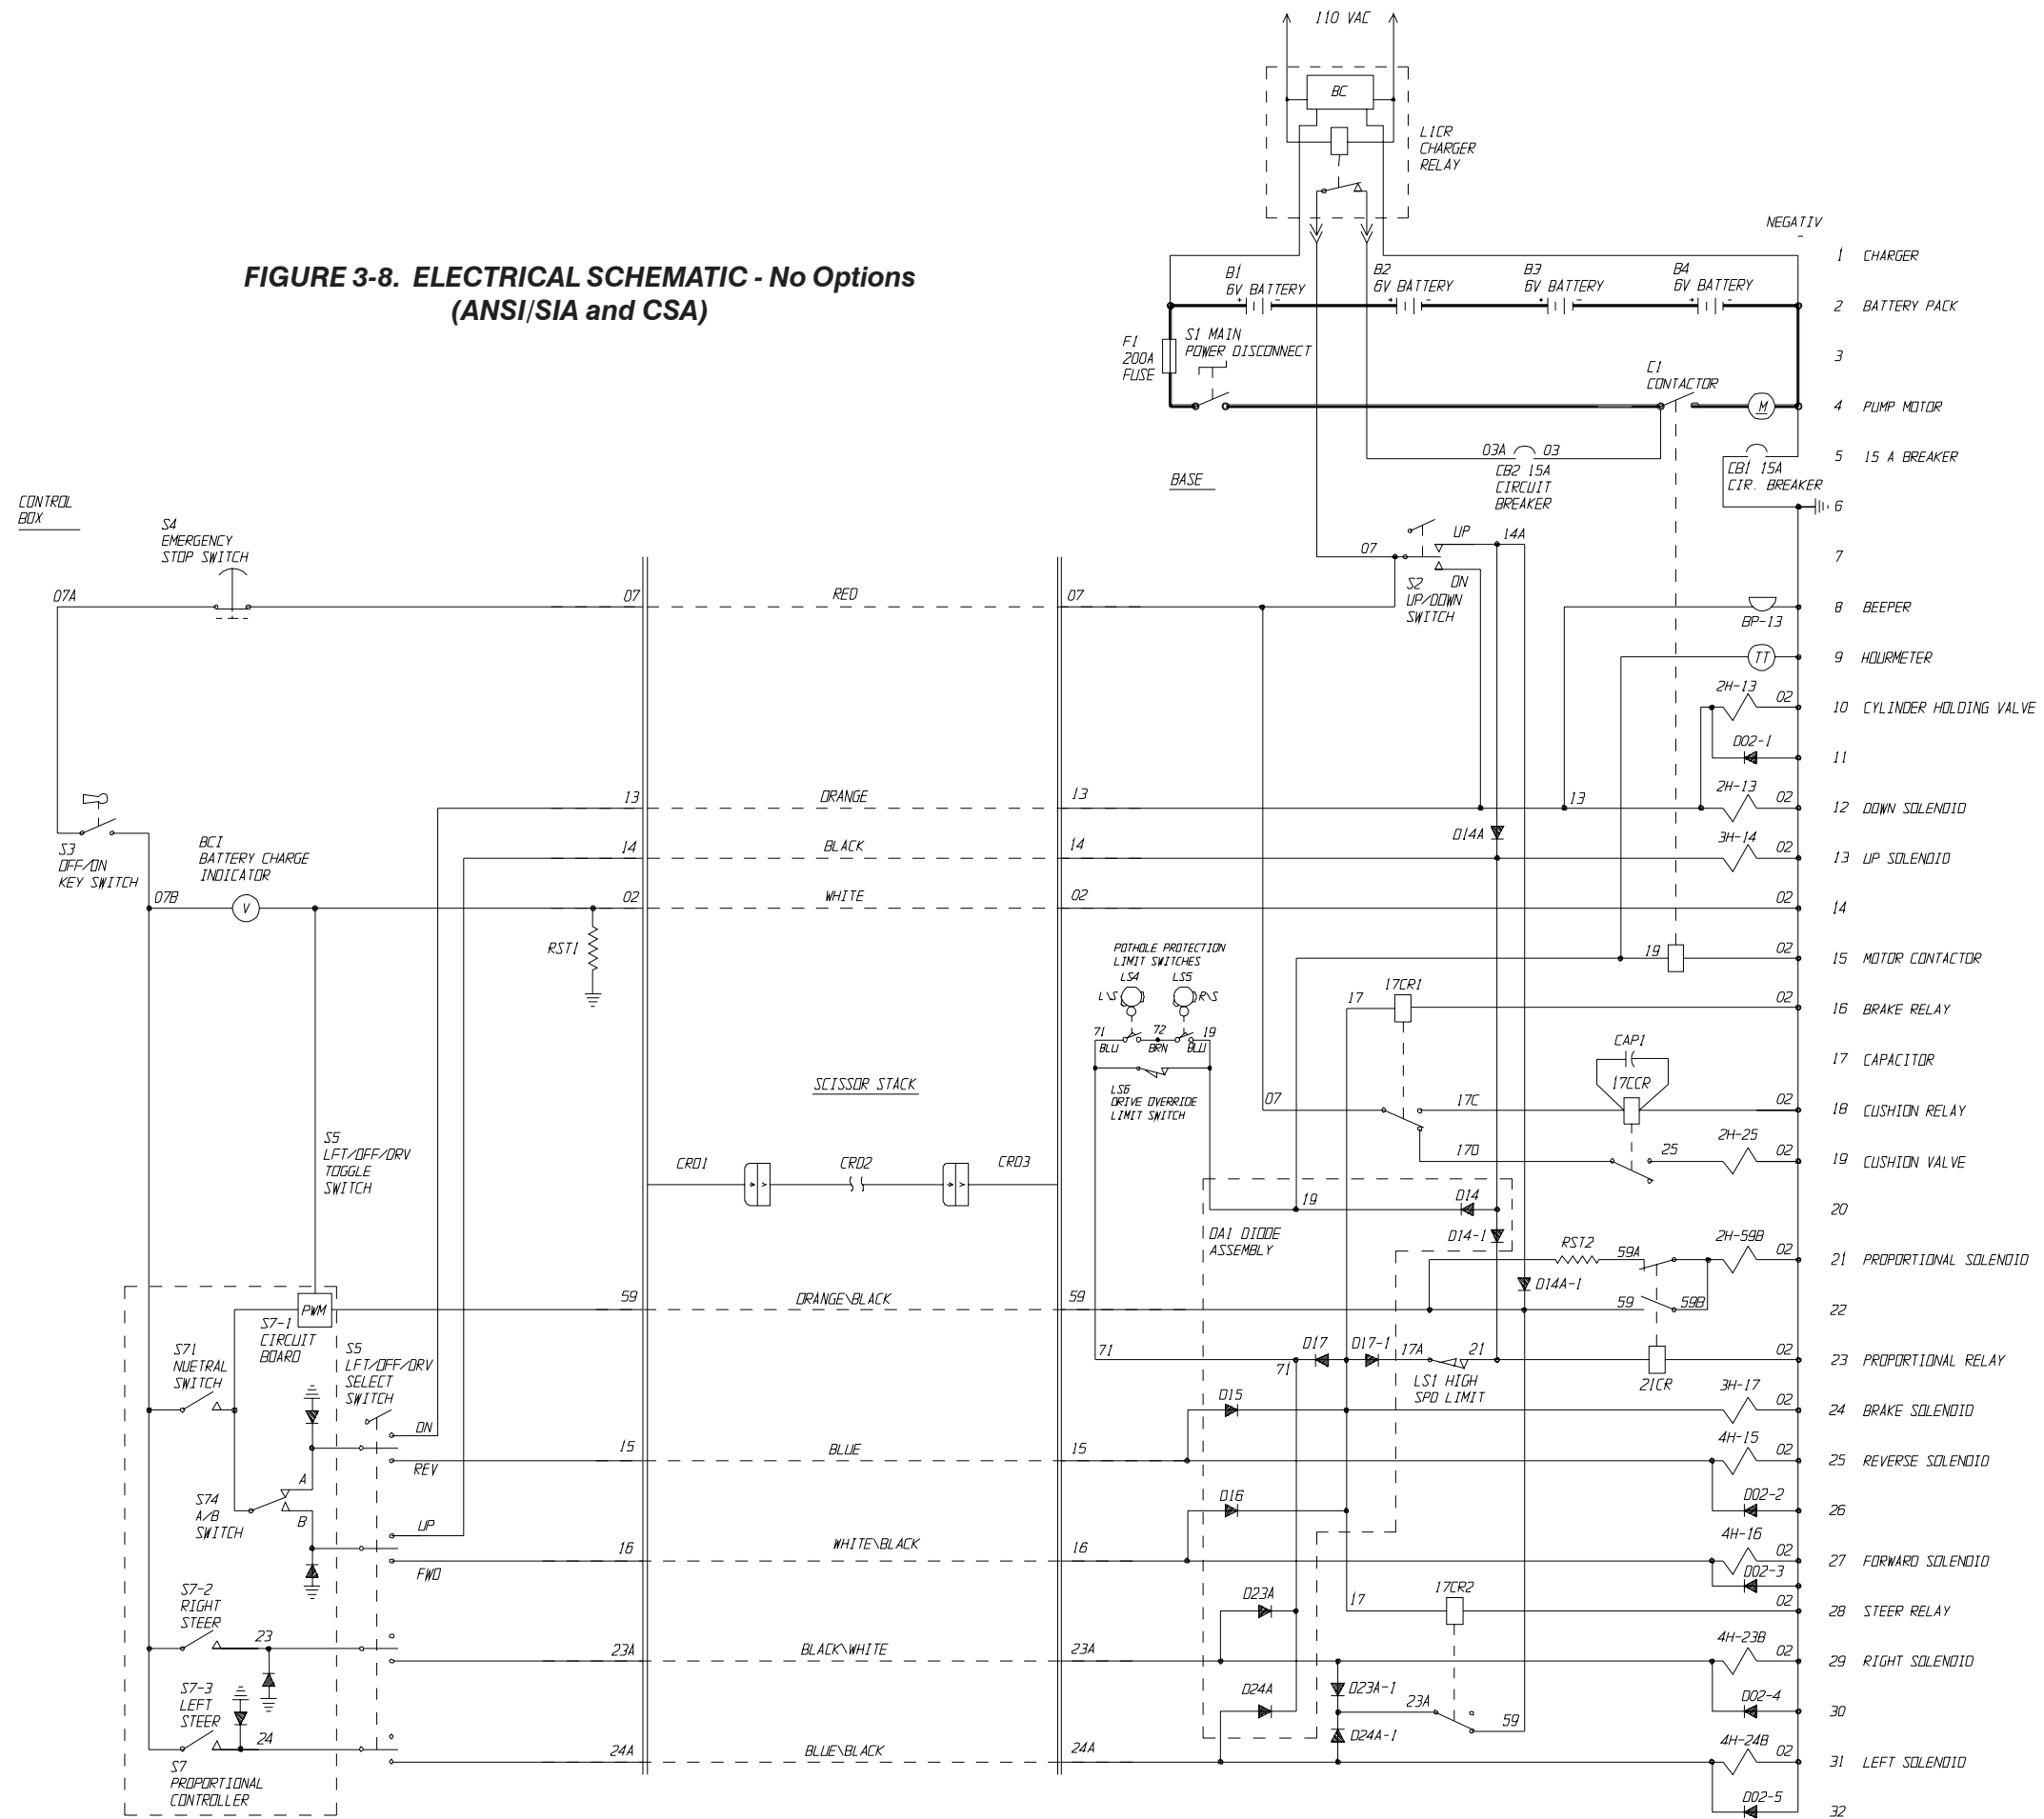 110 VAC
BC
L1CR
CHARGER
RELAY
NEGATIV
-
FIGURE 3-8. ELECTRICAL SCHEMATIC - No Options
(ANSI/SIA and CSA)
1 CHARGER
B1
6V BATTERY
+ -
B2
6V BATTERY
+ -
B3
6V BATTERY
+ -
B4
6V BATTERY
+ -
2 BATTERY PACK
F1
200A
FUSE
S1 MAIN
POWER DISCONNECT
3
C1
CONTACTOR
M
4 PUMP MOTOR
03A 03
CB2 15A
CIRCUIT
BREAKER
CB1 15A
CIR. BREAKER
5 15 A BREAKER
6
BASE
CONTROL
BOX
S4
EMERGENCY
STOP SWITCH
UP
14A
07
S2
UP/DOWN
SWITCH
DN
7
07A
07
RED
07
BP-13
8 BEEPER
TT
9 HOURMETER
2H-13
02
10 CYLINDER HOLDING VALVE
D02-1
11
13
ORANGE
13
13
2H-13
02
12 DOWN SOLENOID
S3
OFF/ON
KEY SWITCH
BCI
BATTERY CHARGE
INDICATOR
D14A
14
BLACK
14
3H-14
02
13 UP SOLENOID
07B
V
02
WHITE
02
02
14
RST1
POTHOLE PROTECTION
LIMIT SWITCHES
LS4
LS5
L\S
R\S
71
72
19
BLU
BRN
BLU
LS6
DRIVE OVERRIDE
LIMIT SWITCH
19
02
15 MOTOR CONTACTOR
17
17CR1
02
16 BRAKE RELAY
CAP1
17 CAPACITOR
SCISSOR STACK
07
17C
17CCR
02
18 CUSHION RELAY
S5
LFT/OFF/DRV
TOGGLE
SWITCH
CRD1
CRD2
CRD3
17D
25
2H-25
02
19 CUSHION VALVE
19
D14
20
DA1 DIODE
ASSEMBLY
D14-1
RST2
59A
2H-59B
02
21 PROPORTIONAL SOLENOID
D14A-1
PWM
S7-1
CIRCUIT
BOARD
59
ORANGE\BLACK
59
59
59B
22
S71
NUETRAL
SWITCH
S5
LFT/OFF/DRV
SELECT
SWITCH
71
71
D17
D17-1
17A
21
LS1 HIGH
SPD LIMIT
21CR
02
23 PROPORTIONAL RELAY
D15
3H-17
02
24 BRAKE SOLENOID
DN
REV
15
BLUE
15
4H-15
02
25 REVERSE SOLENOID
A
B
S74
A/B
SWITCH
D16
D02-2
26
UP
FWD
16
WHITE\BLACK
16
4H-16
02
27 FORWARD SOLENOID
D02-3
S7-2
RIGHT
STEER
D23A
17
17CR2
02
28 STEER RELAY
23
23A
BLACK\WHITE
23A
4H-23B
02
29 RIGHT SOLENOID
S7-3
LEFT
STEER
D24A
D23A-1
23A
59
D24A-1
D02-4
30
24
24A
BLUE\BLACK
24A
4H-24B
02
31 LEFT SOLENOID
S7
PROPORTIONAL
CONTROLLER
D02-5
32